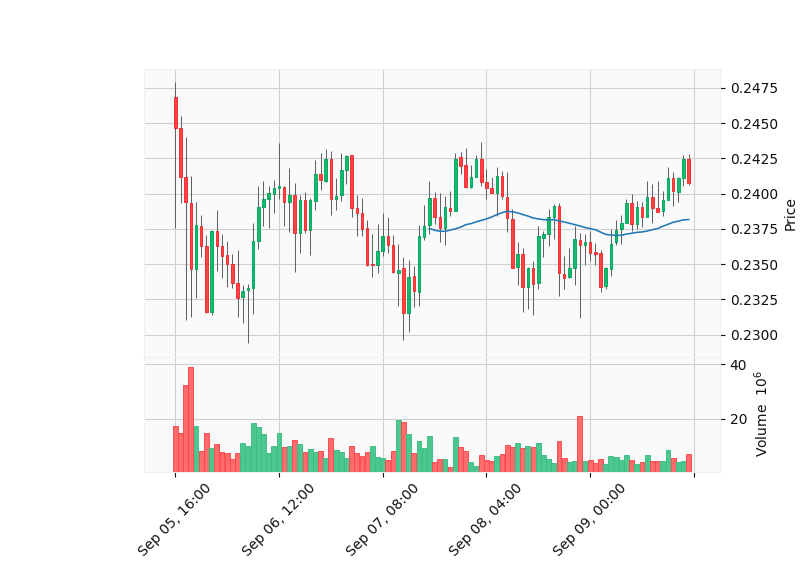 0.2475
0.2450
0.2425
0.2400
0.2375
0.2350
0.2325
0.2300
Price
40
20
Volume 10⁶
Sep 05, 16:00
Sep 06, 12:00
Sep 07, 08:00
Sep 08, 04:00
Sep 09, 00:00